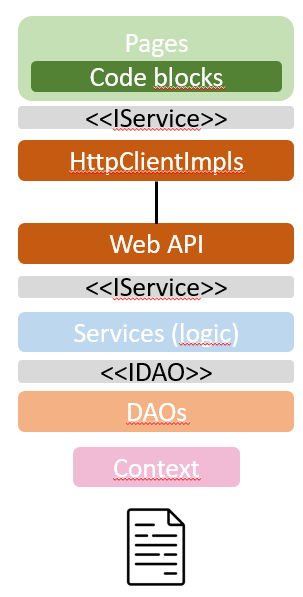 Pages
Code blocks
<<IService>>
HttpClientImpls
Web API
<<IService>>
Services (logic)
<<IDAO>>
DAOs
Context